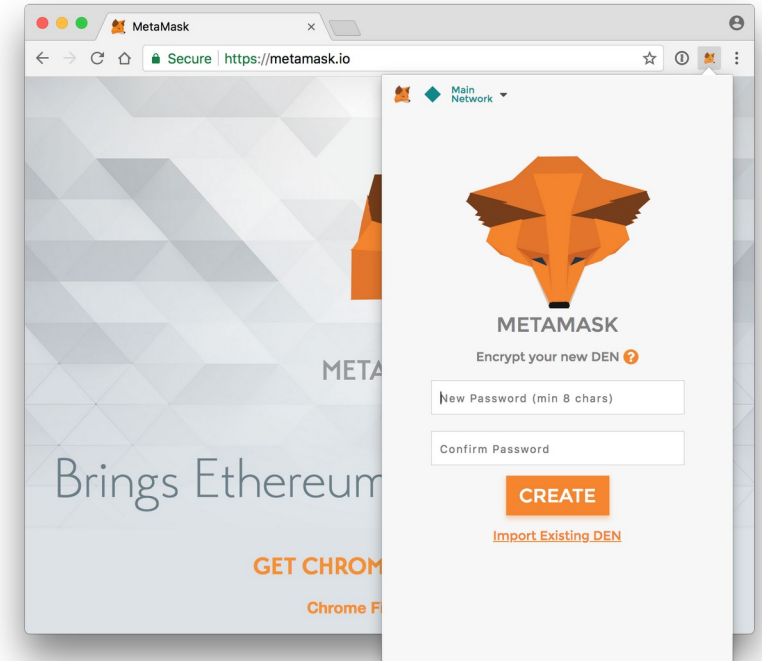 MetaMask
Secure https://metamask.io
Main
Network
METAMASK
Encrypt your new DEN ?
New Password (min 8 chars)
Confirm Password
CREATE
Import Existing DEN
META
Brings Ethereum
GET CHROM
Chrome